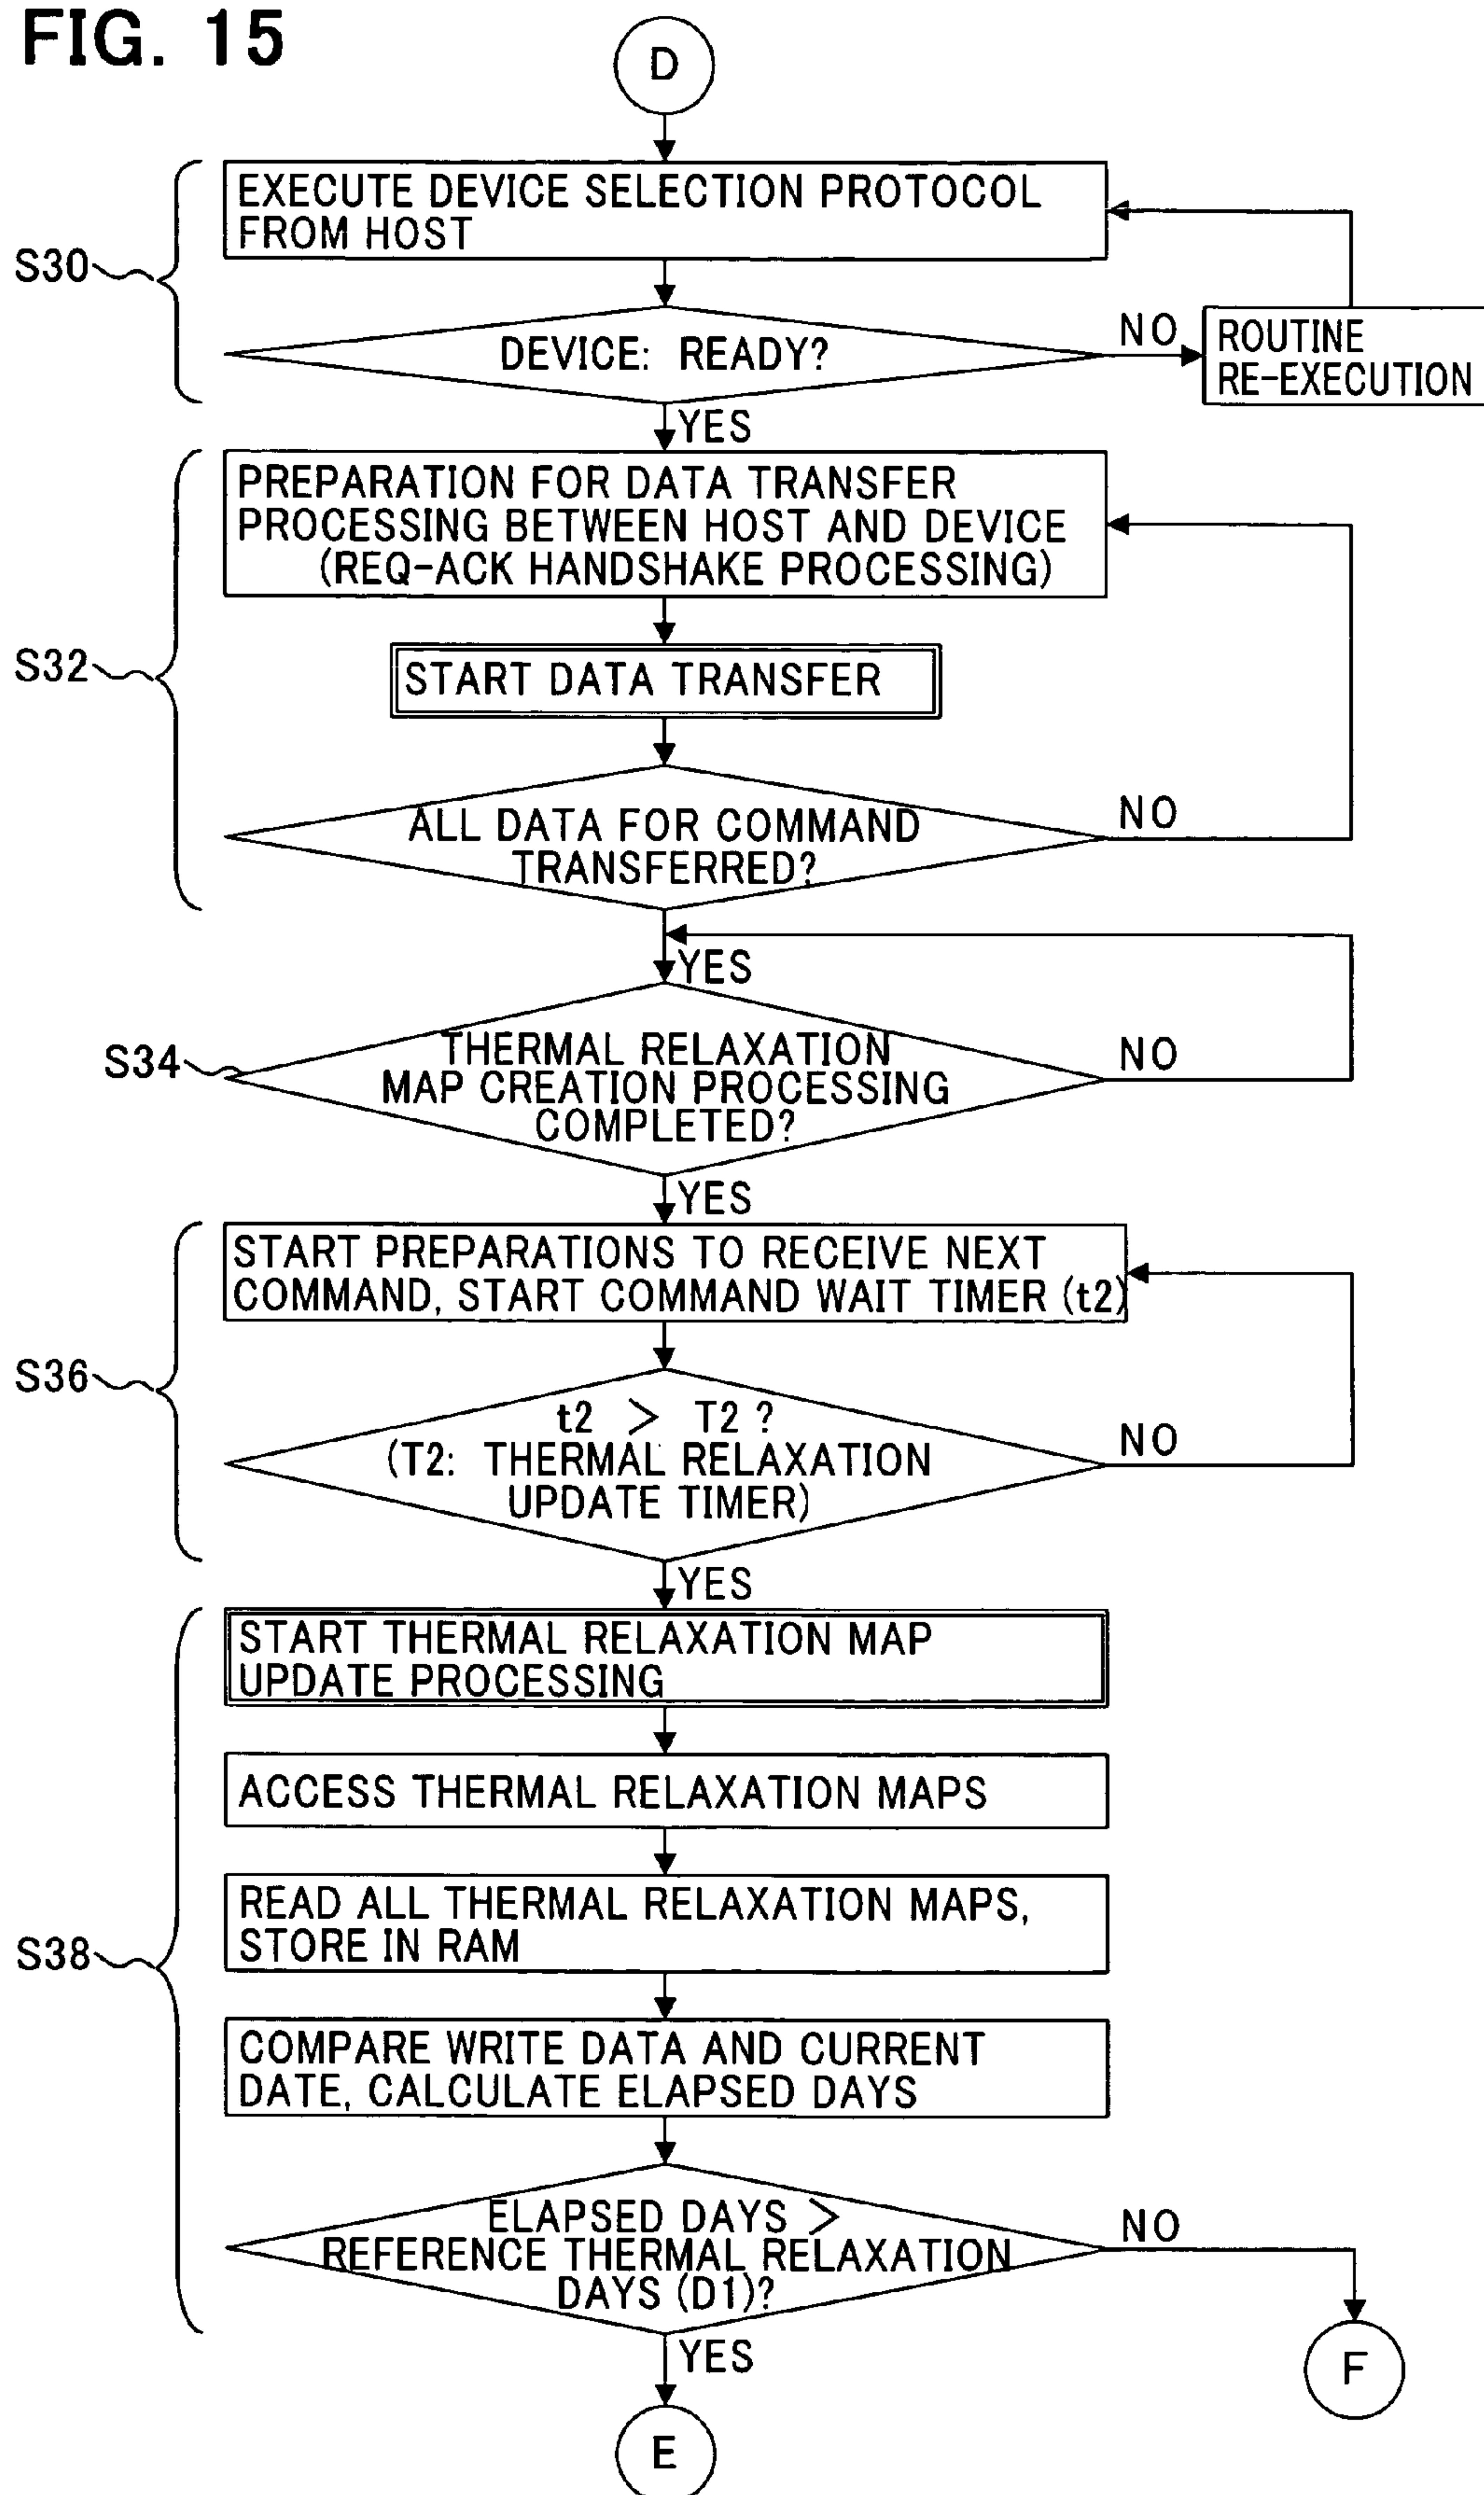 FIG. 15
D
S30
EXECUTE DEVICE SELECTION PROTOCOL
FROM HOST
DEVICE: READY?
NO
ROUTINE
RE-EXECUTION
YES
S32
PREPARATION FOR DATA TRANSFER
PROCESSING BETWEEN HOST AND DEVICE
(REQ-ACK HANDSHAKE PROCESSING)
START DATA TRANSFER
ALL DATA FOR COMMAND
TRANSFERRED?
NO
YES
S34
THERMAL RELAXATION
MAP CREATION PROCESSING
COMPLETED?
NO
YES
S36
START PREPARATIONS TO RECEIVE NEXT
COMMAND, START COMMAND WAIT TIMER (t2)
t2 > T2 ?
(T2: THERMAL RELAXATION
UPDATE TIMER)
NO
YES
S38
START THERMAL RELAXATION MAP
UPDATE PROCESSING
ACCESS THERMAL RELAXATION MAPS
READ ALL THERMAL RELAXATION MAPS,
STORE IN RAM
COMPARE WRITE DATA AND CURRENT
DATE, CALCULATE ELAPSED DAYS
ELAPSED DAYS >
REFERENCE THERMAL RELAXATION
DAYS (D1)?
NO
YES
F
E